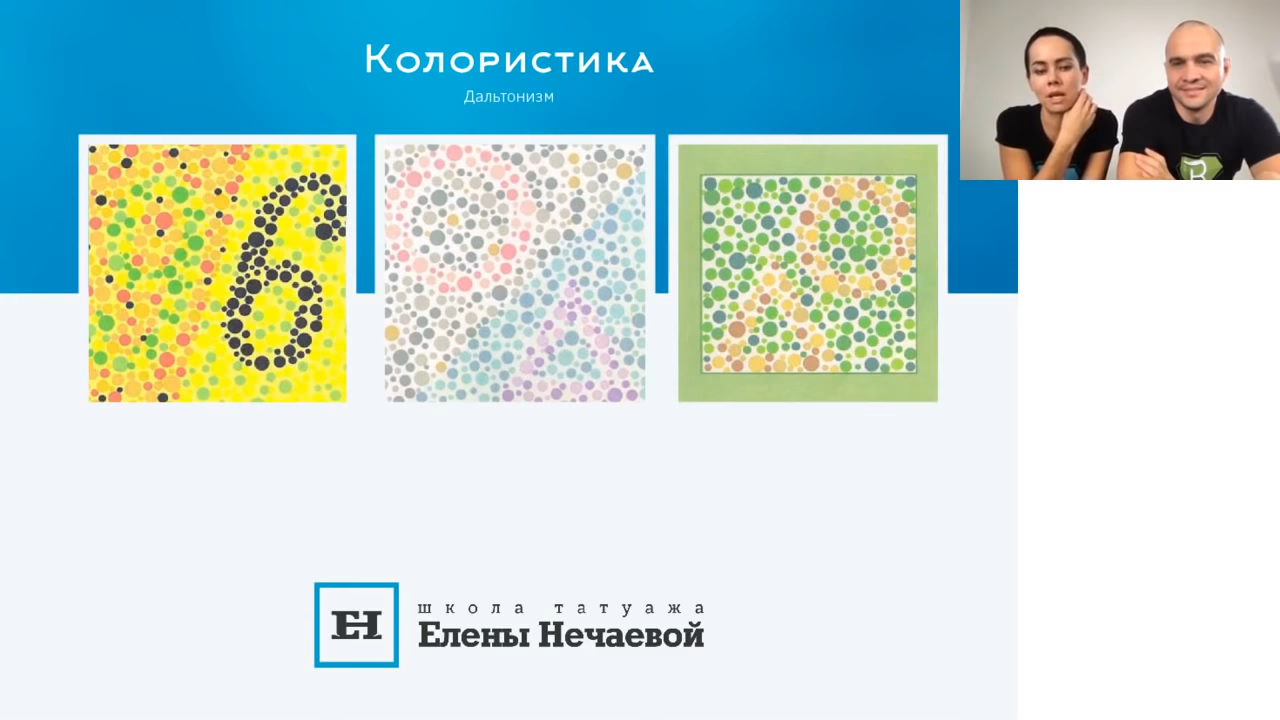 Колористика
Дальтонизм
6
ЕН
школа татуажа
Елены Нечаевой